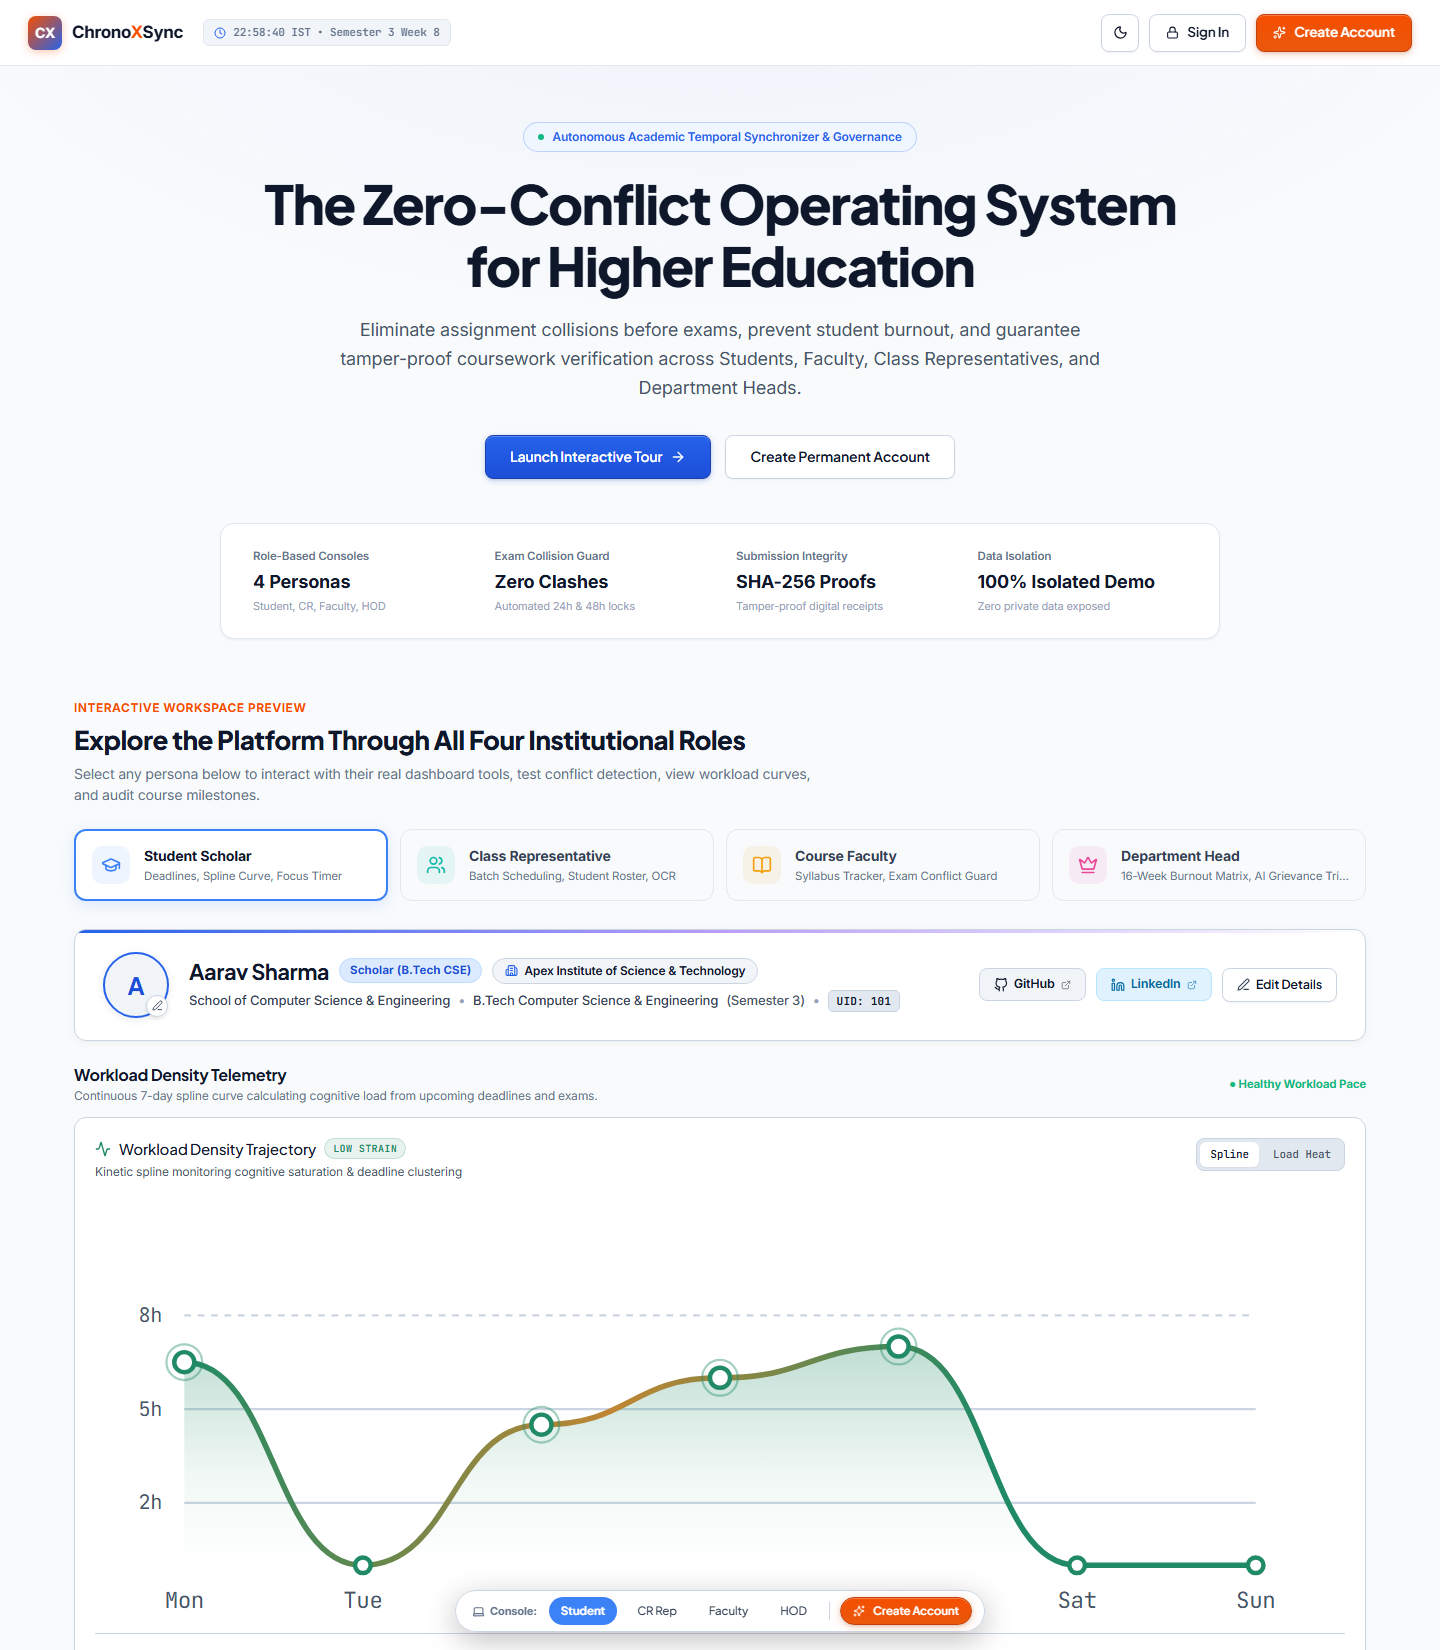 CX ChronoXSync 22:58:40 IST • Semester 3 Week 8 Sign In Create Account
Autonomous Academic Temporal Synchronizer & Governance
The Zero-Conflict Operating System
for Higher Education
Eliminate assignment collisions before exams, prevent student burnout, and guarantee
tamper-proof coursework verification across Students, Faculty, Class Representatives, and
Department Heads.
Launch Interactive Tour → Create Permanent Account
Role-Based Consoles
4 Personas
Student, CR, Faculty, HOD
Exam Collision Guard
Zero Clashes
Automated 24h & 48h locks
Submission Integrity
SHA-256 Proofs
Tamper-proof digital receipts
Data Isolation
100% Isolated Demo
Zero private data exposed
INTERACTIVE WORKSPACE PREVIEW
Explore the Platform Through All Four Institutional Roles
Select any persona below to interact with their real dashboard tools, test conflict detection, view workload curves,
and audit course milestones.
Student Scholar
Deadlines, Spline Curve, Focus Timer
Class Representative
Batch Scheduling, Student Roster, OCR
Course Faculty
Syllabus Tracker, Exam Conflict Guard
Department Head
16-Week Burnout Matrix, AI Grievance Tri...
A
Aarav Sharma Scholar (B.Tech CSE) Apex Institute of Science & Technology
School of Computer Science & Engineering • B.Tech Computer Science & Engineering (Semester 3) • UID: 101
GitHub LinkedIn Edit Details
Workload Density Telemetry
Continuous 7-day spline curve calculating cognitive load from upcoming deadlines and exams.
● Healthy Workload Pace
Workload Density Trajectory LOW STRAIN
Kinetic spline monitoring cognitive saturation & deadline clustering
Spline Load Heat
8h
5h
2h
Mon Tue Sat Sun
Console: Student CR Rep Faculty HOD Create Account